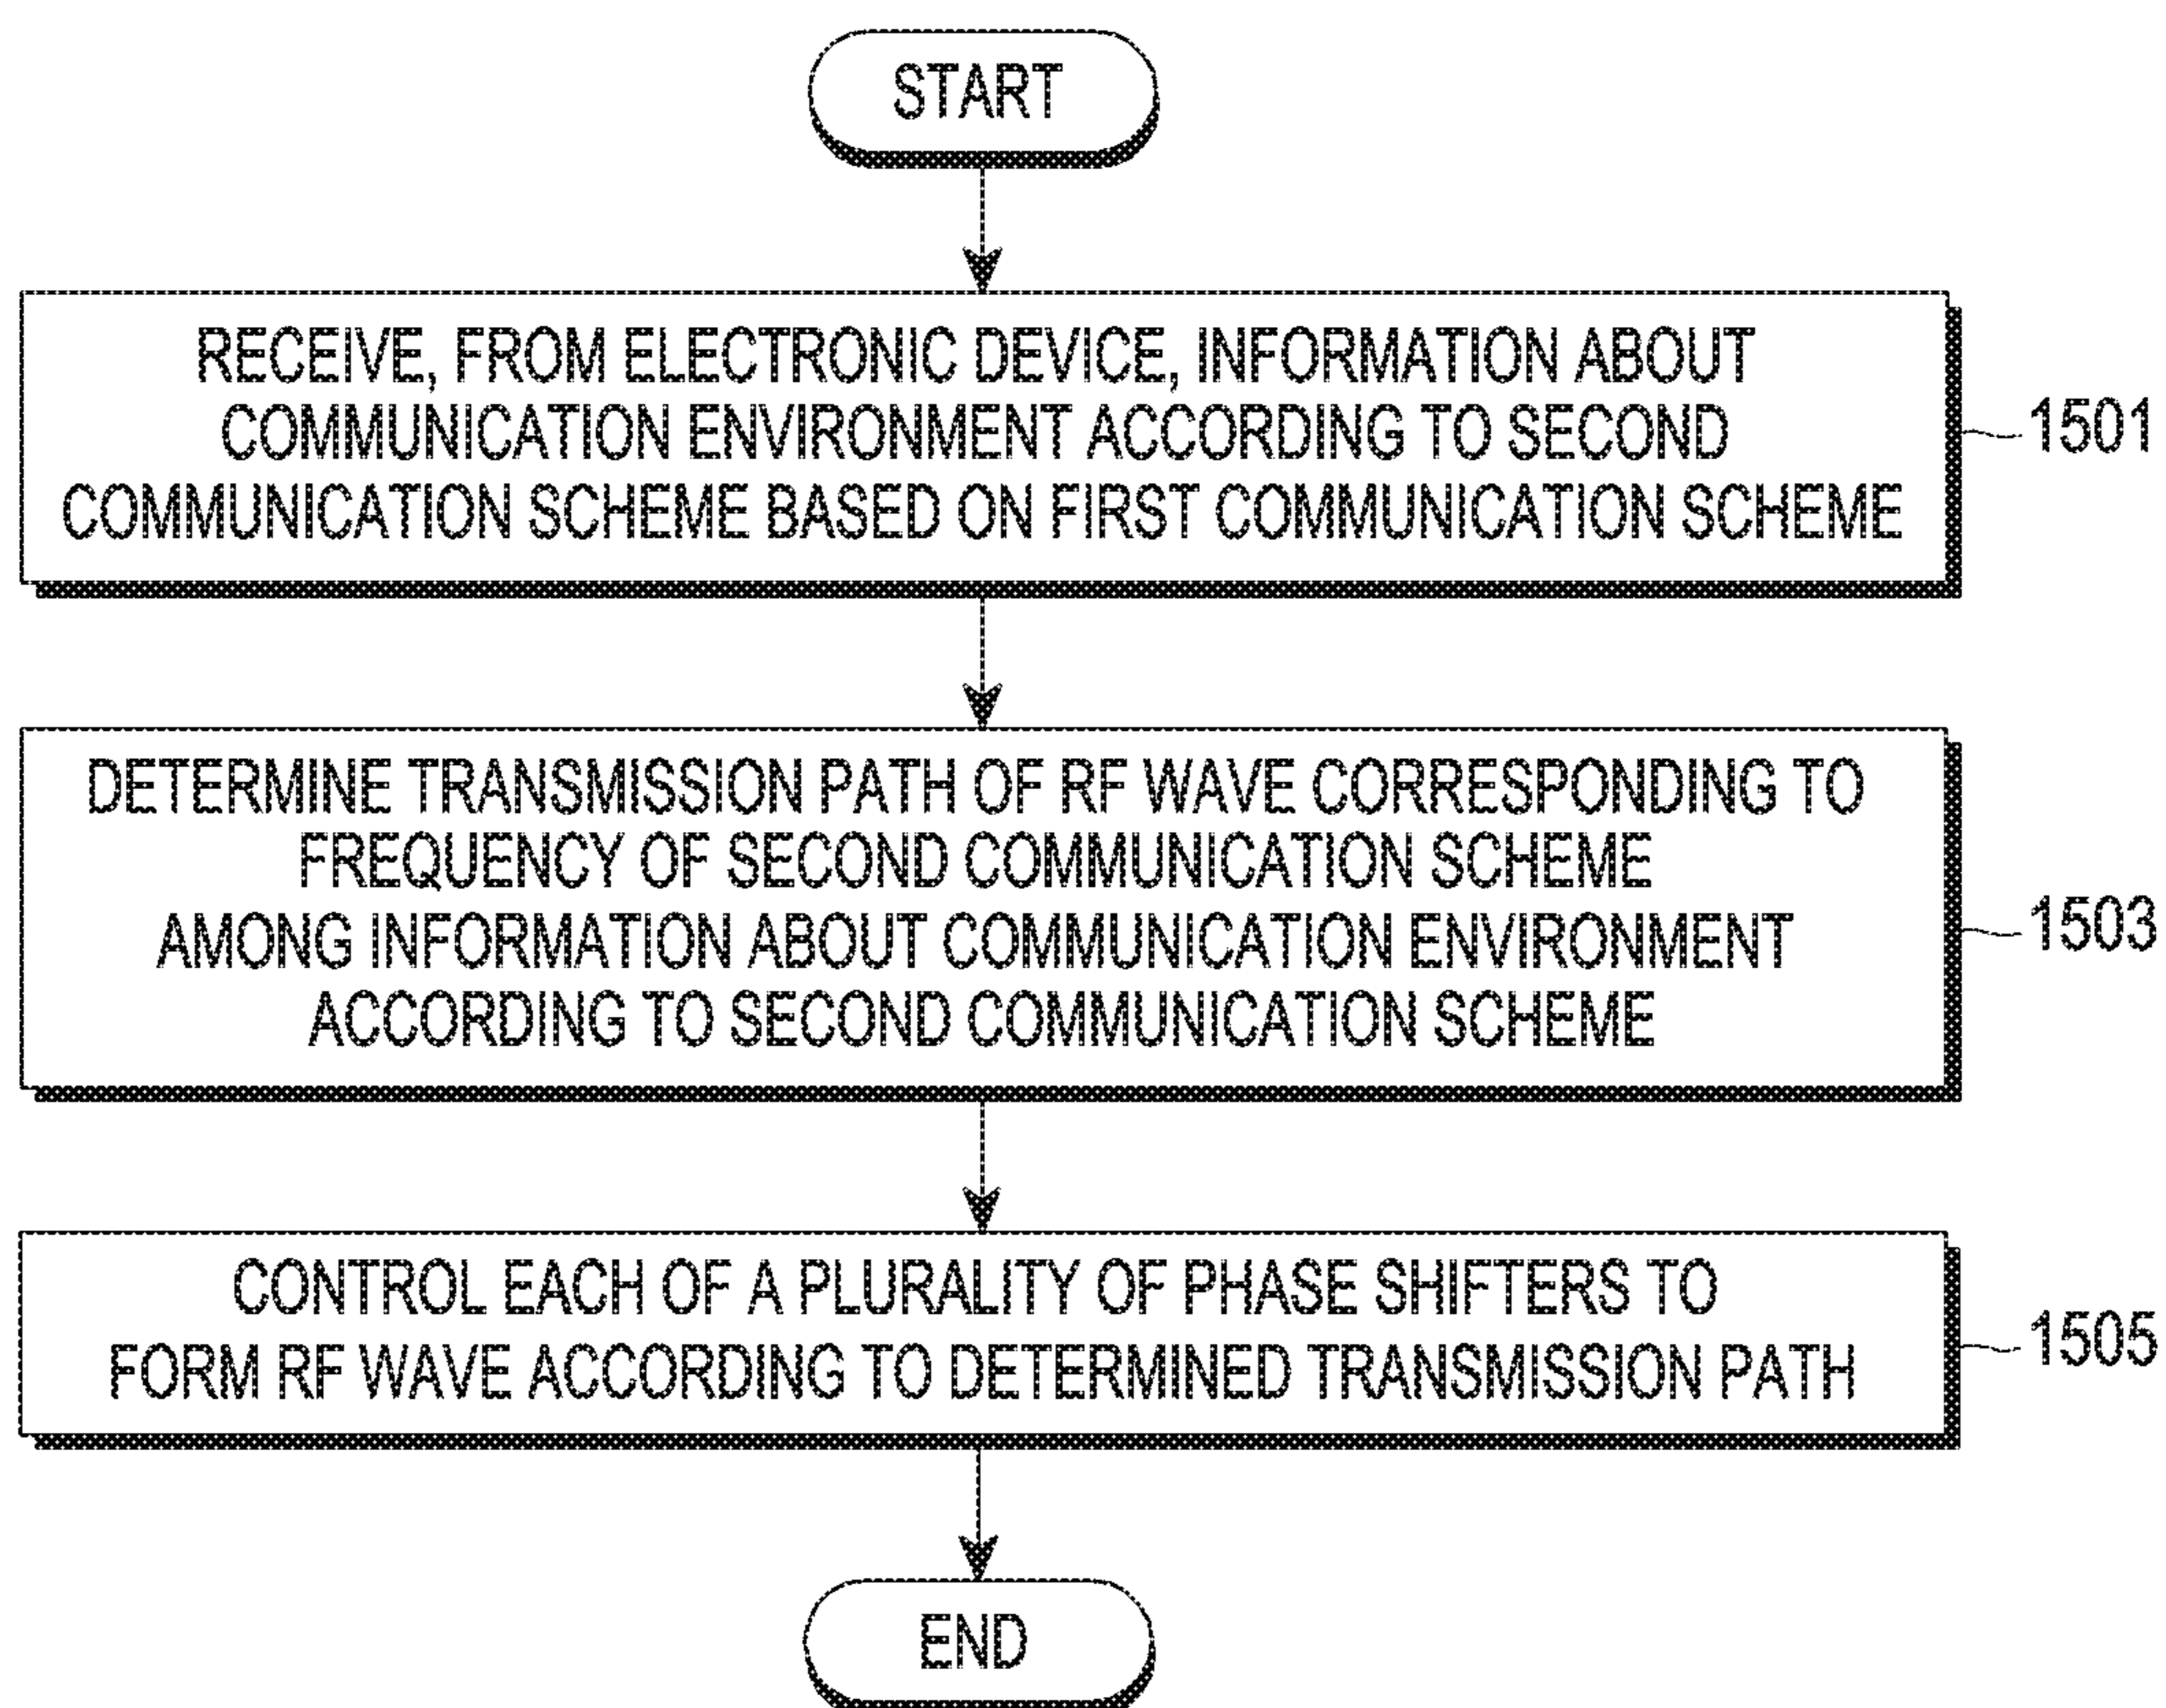 START
RECEIVE, FROM ELECTRONIC DEVICE, INFORMATION ABOUT
COMMUNICATION ENVIRONMENT ACCORDING TO SECOND
COMMUNICATION SCHEME BASED ON FIRST COMMUNICATION SCHEME
1501
DETERMINE TRANSMISSION PATH OF RF WAVE CORRESPONDING TO
FREQUENCY OF SECOND COMMUNICATION SCHEME
AMONG INFORMATION ABOUT COMMUNICATION ENVIRONMENT
ACCORDING TO SECOND COMMUNICATION SCHEME
1503
CONTROL EACH OF A PLURALITY OF PHASE SHIFTERS TO
FORM RF WAVE ACCORDING TO DETERMINED TRANSMISSION PATH
1505
END